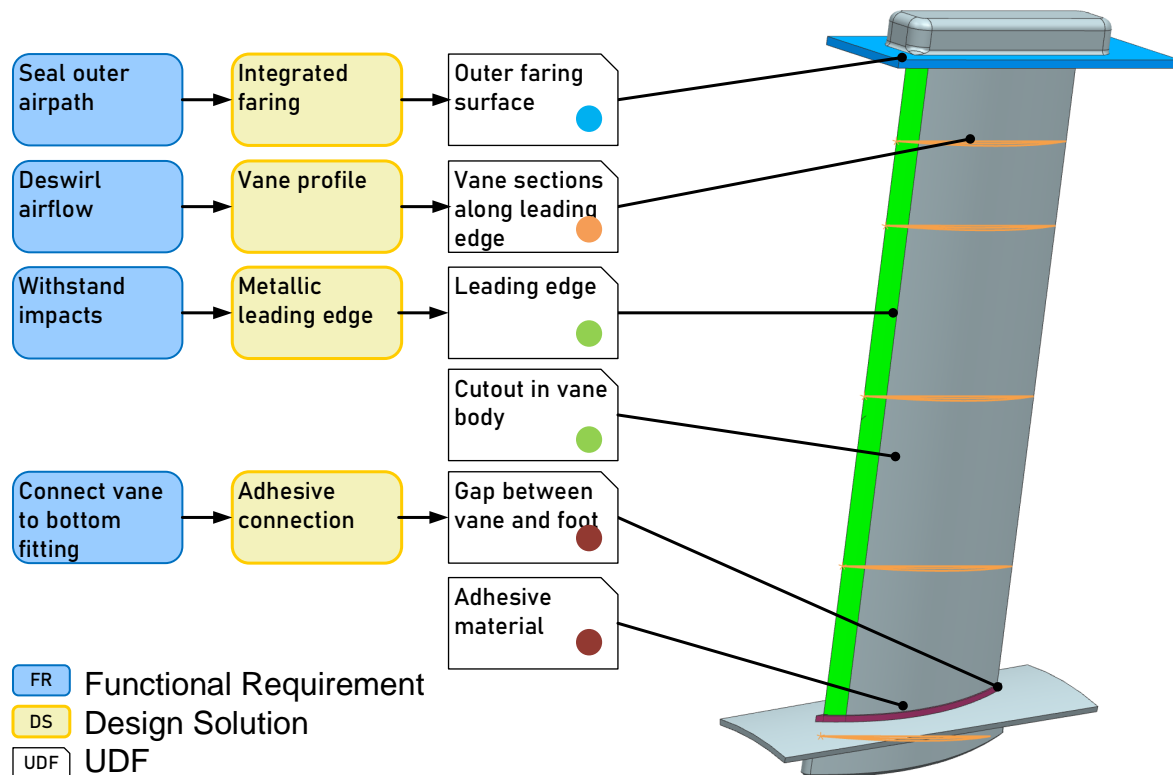 Seal outer
airpath
Integrated
faring
Outer faring
surface
Deswirl
airflow
Vane profile
Vane sections
along leading
edge
Withstand
impacts
Metallic
leading edge
Leading edge
Cutout in vane
body
Connect vane
to bottom
fitting
Adhesive
connection
Gap between
vane and foot
Adhesive
material
FR Functional Requirement
DS Design Solution
UDF UDF